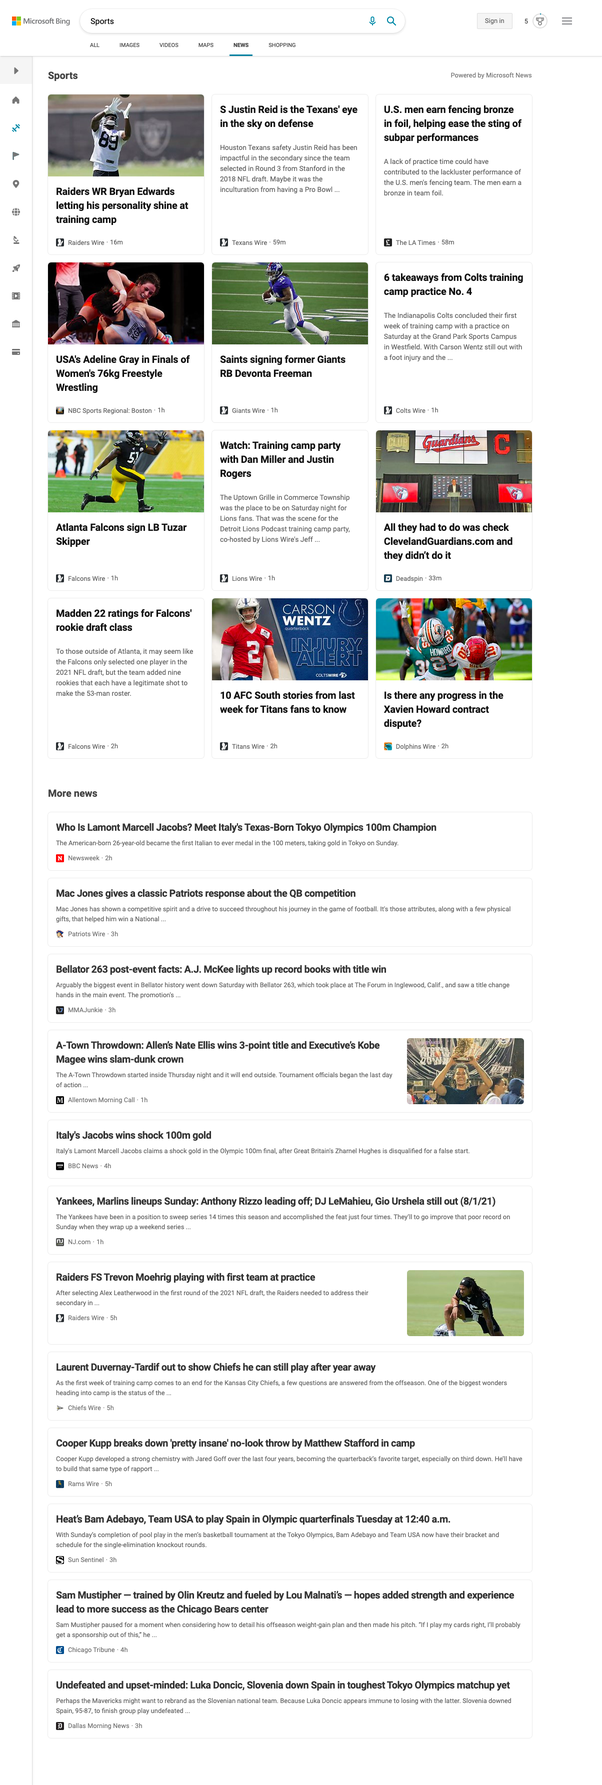 Microsoft Bing
Sports
Sign in
5
ALL
IMAGES
VIDEOS
MAPS
NEWS
SHOPPING
Sports
Powered by Microsoft News
89
Raiders WR Bryan Edwards
letting his personality shine at
training camp
Raiders Wire · 16m
S Justin Reid is the Texans' eye
in the sky on defense
Houston Texans safety Justin Reid has been
impactful in the secondary since the team
selected in Round 3 from Stanford in the
2018 NFL draft. Maybe it was the
inculturation from having a Pro Bowl ...
Texans Wire · 59m
U.S. men earn fencing bronze
in foil, helping ease the sting of
subpar performances
A lack of practice time could have
contributed to the lackluster performance of
the U.S. men's fencing team. The men earn a
bronze in team foil.
The LA Times · 58m
USA's Adeline Gray in Finals of
Women's 76kg Freestyle
Wrestling
NBC Sports Regional: Boston · 1h
Saints signing former Giants
RB Devonta Freeman
Giants Wire · 1h
6 takeaways from Colts training
camp practice No. 4
The Indianapolis Colts concluded their first
week of training camp with a practice on
Saturday at the Grand Park Sports Campus
in Westfield. With Carson Wentz still out with
a foot injury and the ...
Colts Wire · 1h
51
Atlanta Falcons sign LB Tuzar
Skipper
Falcons Wire · 1h
Watch: Training camp party
with Dan Miller and Justin
Rogers
The Uptown Grille in Commerce Township
was the place to be on Saturday night for
Lions fans. That was the scene for the
Detroit Lions Podcast training camp party,
co-hosted by Lions Wire's Jeff ...
Lions Wire · 1h
Guardians
C
All they had to do was check
ClevelandGuardians.com and
they didn't do it
Deadspin · 33m
Madden 22 ratings for Falcons'
rookie draft class
To those outside of Atlanta, it may seem like
the Falcons only selected one player in the
2021 NFL draft, but the team added nine
rookies that each have a legitimate shot to
make the 53-man roster.
Falcons Wire · 2h
CARSON
WENTZ
quarterback
INJURY
ALERT
COLTSWIRE
2
10 AFC South stories from last
week for Titans fans to know
Titans Wire · 2h
HOWARD
25
10
Is there any progress in the
Xavien Howard contract
dispute?
Dolphins Wire · 2h
More news
Who Is Lamont Marcell Jacobs? Meet Italy's Texas-Born Tokyo Olympics 100m Champion
The American-born 26-year-old became the first Italian to ever medal in the 100 meters, taking gold in Tokyo on Sunday.
Newsweek · 2h
Mac Jones gives a classic Patriots response about the QB competition
Mac Jones has shown a competitive spirit and a drive to succeed throughout his journey in the game of football. It's those attributes, along with a few physical
gifts, that helped him win a National ...
Patriots Wire · 3h
Bellator 263 post-event facts: A.J. McKee lights up record books with title win
Arguably the biggest event in Bellator history went down Saturday with Bellator 263, which took place at The Forum in Inglewood, Calif., and saw a title change
hands in the main event. The promotion's ...
MMAJunkie · 3h
A-Town Throwdown: Allen's Nate Ellis wins 3-point title and Executive's Kobe
Magee wins slam-dunk crown
The A-Town Throwdown started inside Thursday night and it will end outside. Tournament officials began the last day
of action ...
Allentown Morning Call · 1h
Italy's Jacobs wins shock 100m gold
Italy's Lamont Marcell Jacobs claims a shock gold in the Olympic 100m final, after Great Britain's Zharnel Hughes is disqualified for a false start.
BBC News · 4h
Yankees, Marlins lineups Sunday: Anthony Rizzo leading off; DJ LeMahieu, Gio Urshela still out (8/1/21)
The Yankees have been in a position to sweep series 14 times this season and accomplished the feat just four times. They'll to go improve that poor record on
Sunday when they wrap up a weekend series ...
NJ.com · 1h
Raiders FS Trevon Moehrig playing with first team at practice
After selecting Alex Leatherwood in the first round of the 2021 NFL draft, the Raiders needed to address their
secondary in ...
Raiders Wire · 5h
Laurent Duvernay-Tardif out to show Chiefs he can still play after year away
As the first week of training camp comes to an end for the Kansas City Chiefs, a few questions are answered from the offseason. One of the biggest wonders
heading into camp is the status of the ...
Chiefs Wire · 5h
Cooper Kupp breaks down 'pretty insane' no-look throw by Matthew Stafford in camp
Cooper Kupp developed a strong chemistry with Jared Goff over the last four years, becoming the quarterback's favorite target, especially on third down. He'll have
to build that same type of rapport ...
Rams Wire · 5h
Heat's Bam Adebayo, Team USA to play Spain in Olympic quarterfinals Tuesday at 12:40 a.m.
With Sunday's completion of pool play in the men's basketball tournament at the Tokyo Olympics, Bam Adebayo and Team USA now have their bracket and
schedule for the single-elimination knockout rounds.
Sun Sentinel · 3h
Sam Mustipher — trained by Olin Kreutz and fueled by Lou Malnati's — hopes added strength and experience
lead to more success as the Chicago Bears center
Sam Mustipher paused for a moment when considering how to detail his offseason weight-gain plan and then made his pitch. "If I play my cards right, I'll probably
get a sponsorship out of this," he ...
Chicago Tribune · 4h
Undefeated and upset-minded: Luka Doncic, Slovenia down Spain in toughest Tokyo Olympics matchup yet
Perhaps the Mavericks might want to rebrand as the Slovenian national team. Because Luka Doncic appears immune to losing with the latter. Slovenia downed
Spain, 95-87, to finish group play undefeated ...
Dallas Morning News · 3h